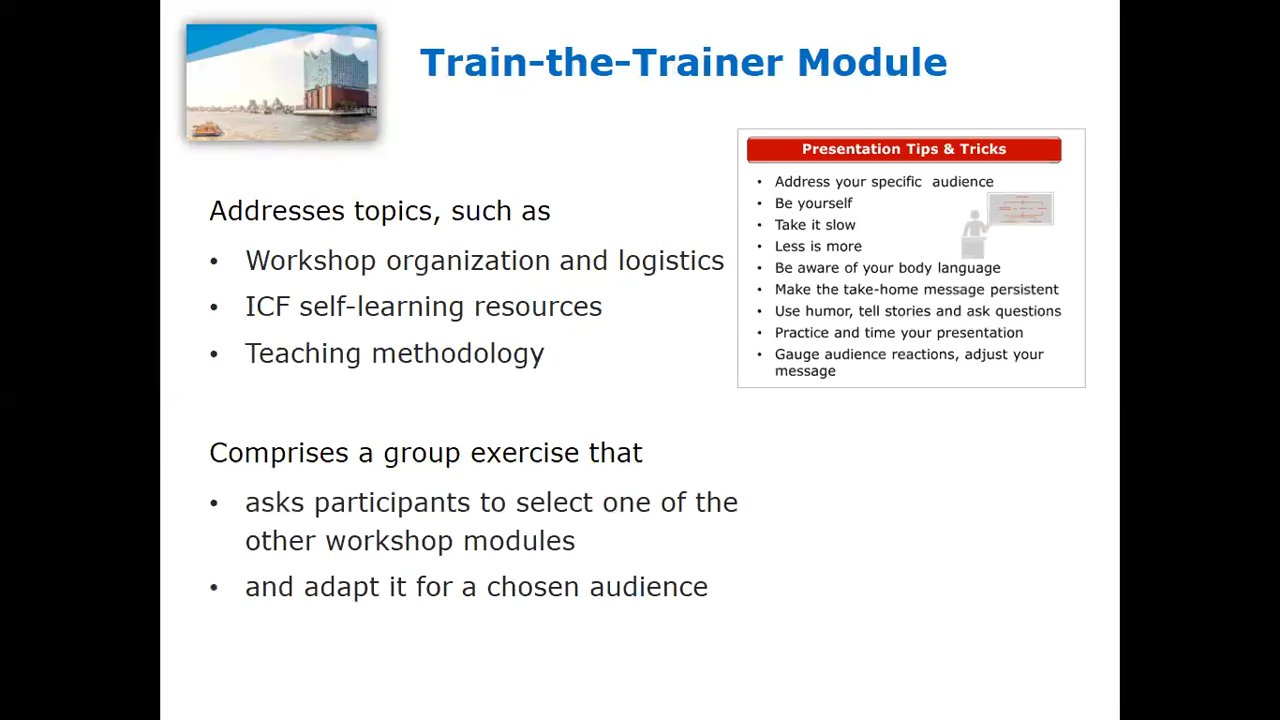 Train-the-Trainer Module
Addresses topics, such as
• Workshop organization and logistics
• ICF self-learning resources
• Teaching methodology
Presentation Tips & Tricks
• Address your specific audience
• Be yourself
• Take it slow
• Less is more
• Be aware of your body language
• Make the take-home message persistent
• Use humor, tell stories and ask questions
• Practice and time your presentation
• Gauge audience reactions, adjust your
message
Comprises a group exercise that
• asks participants to select one of the
other workshop modules
• and adapt it for a chosen audience